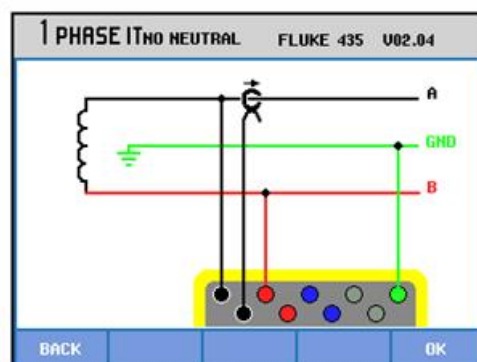 1 PHASE IT NO NEUTRAL FLUKE 435 V02.04
A
GND
B
BACK OK